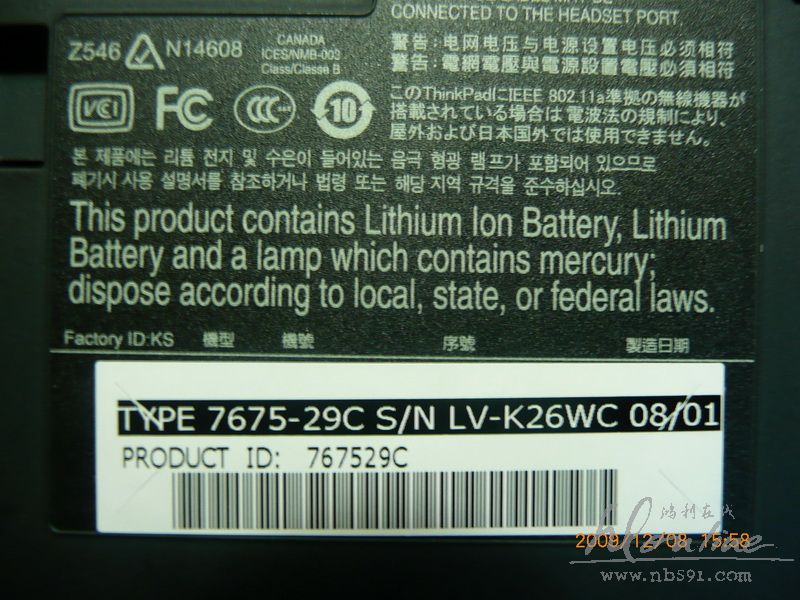 CONNECTED TO THE HEADSET PORT.
Z546 N14608
CANADA
ICES/NMB-003
Class/Classe B
警告:电网电压与电源设置电压必须相符
警告:電網電壓與電源設置電壓必須相符
VCI FC CCC 10
このThinkPadにIEEE 802.11a準拠の無線機器が
搭載されている場合は電波法の規制により、
屋外および日本国外では使用できません。
본 제품에는 리튬 전지 및 수은이 들어있는 음극 형광 램프가 포함되어 있으므로
폐기시 사용 설명서를 참조하거나 법령 또는 해당 지역 규격을 준수하십시오.
This product contains Lithium Ion Battery, Lithium
Battery and a lamp which contains mercury;
dispose according to local, state, or federal laws.
Factory ID:KS 機型 機號 序號 製造日期
TYPE 7675-29C S/N LV-K26WC 08/01
PRODUCT ID: 767529C
鸿利在线
2009/12/08 15:58
www.nb591.com